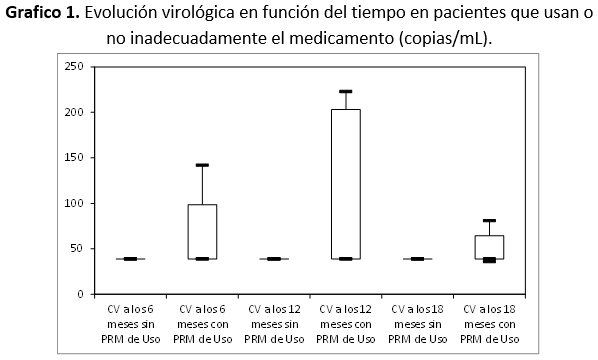 Grafico 1. Evolución virológica en función del tiempo en pacientes que usan o
no inadecuadamente el medicamento (copias/mL).
250
200
150
100
50
0
CV a los 6
meses sin
PRM de Uso
CV a los 6
meses con
PRM de Uso
CV a los 12
meses sin
PRM de Uso
CV a los 12
meses con
PRM de Uso
CV a los 18
meses sin
PRM de Uso
CV a los 18
meses con
PRM de Uso